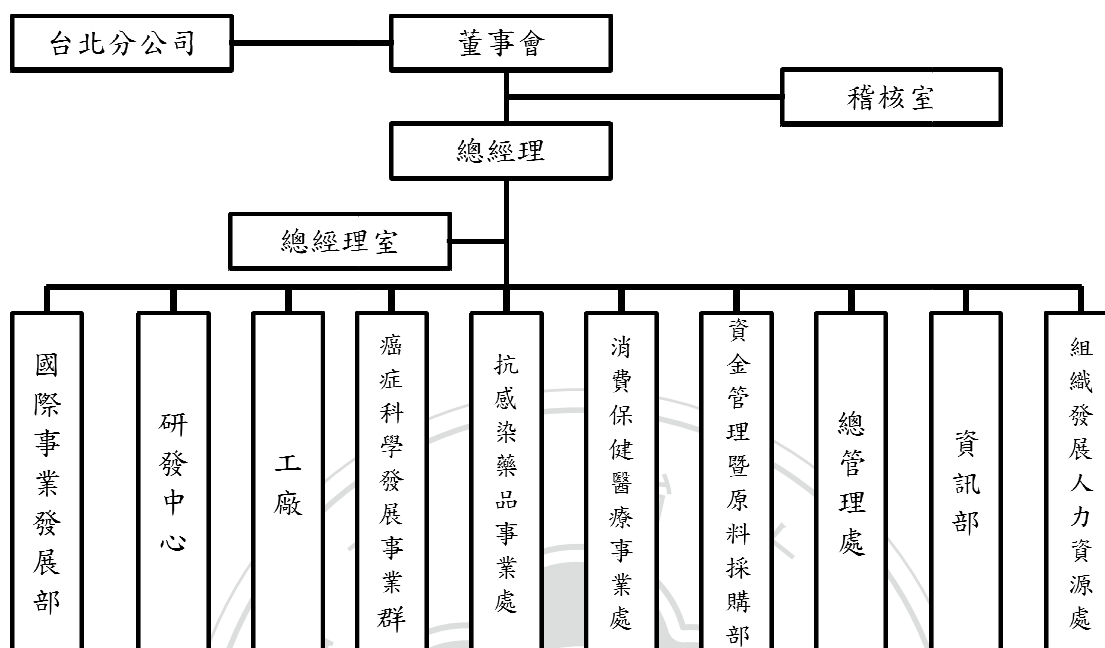 台北分公司
董事會
稽核室
總經理
總經理室
國際事業發展部
研發中心
工廠
癌症科學發展事業群
抗感染藥品事業處
消費保健醫療事業處
資金管理暨原料採購部
總管理處
資訊部
組織發展人力資源處